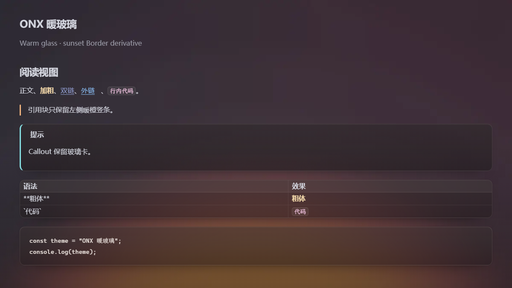 ONX 暖玻璃
Warm glass · sunset Border derivative
阅读视图
正文、加粗、双链、外链 、 行内代码 。
引用块只保留左侧暖橙竖条。
提示
Callout 保留玻璃卡。
语法 效果
**粗体** 粗体
`代码` 代码
const theme = "ONX 暖玻璃";
console.log(theme);